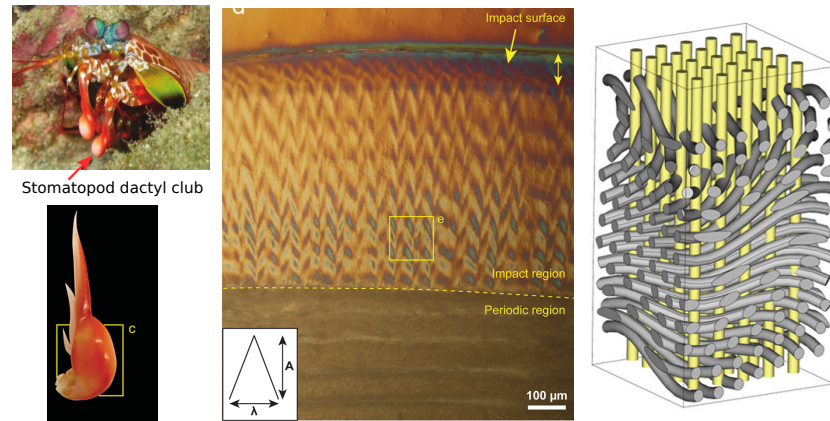 Stomatopod dactyl club
c
d
Impact surface
e
Impact region
Periodic region
A
λ
100 μm